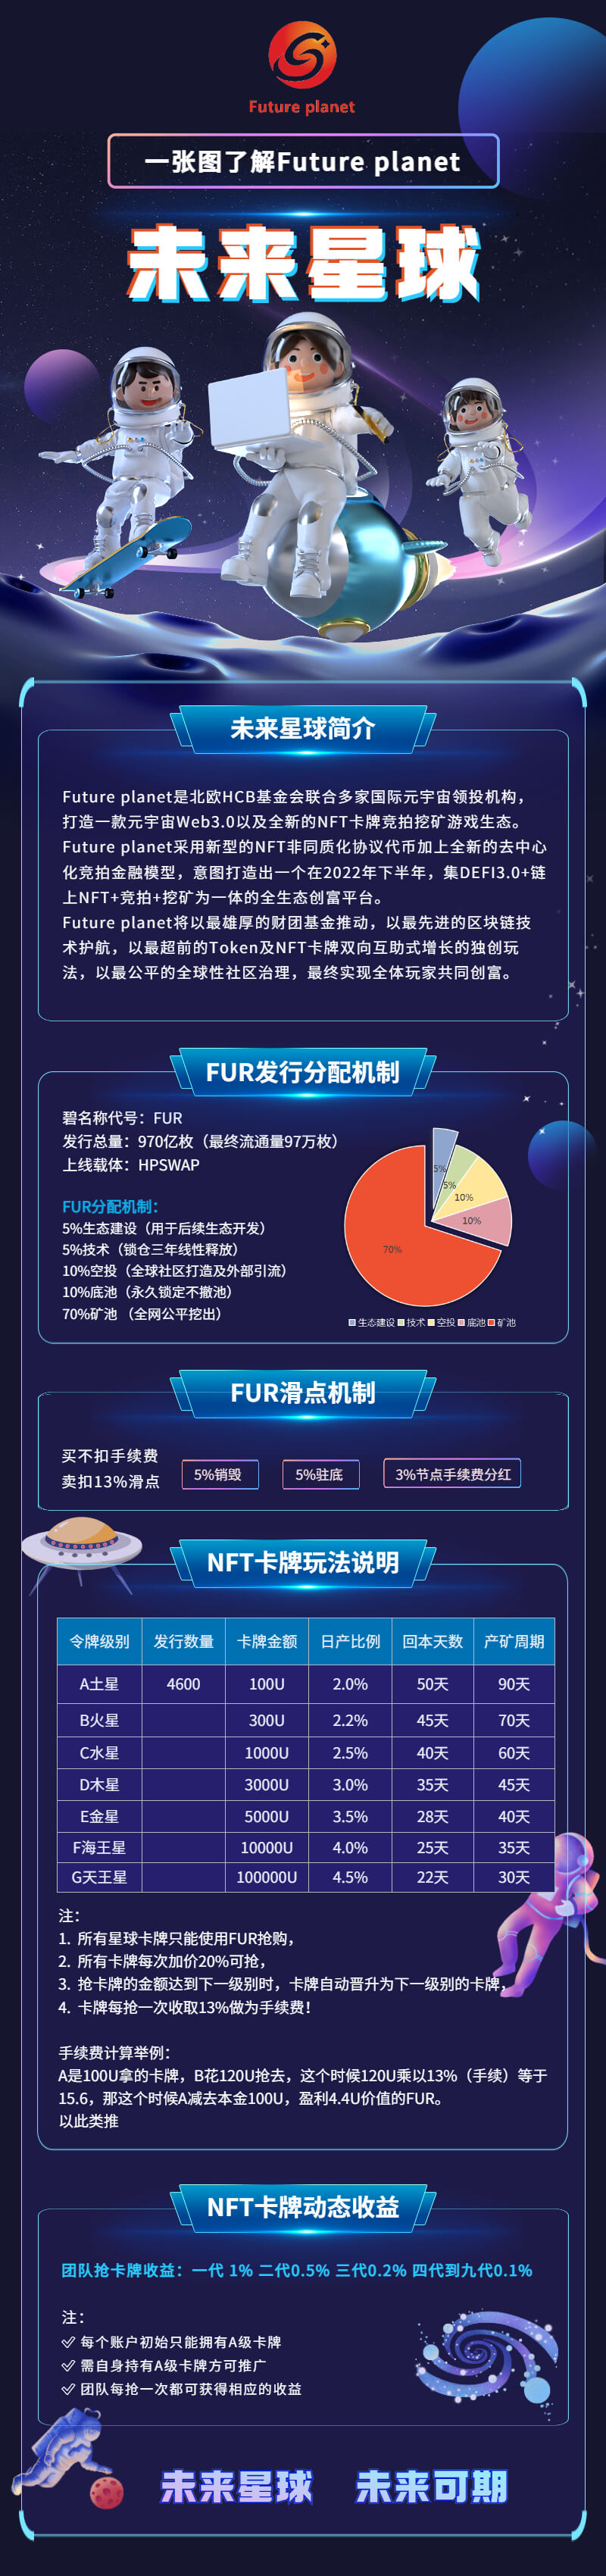 Future planet
一张图了解Future planet
未来星球
未来星球简介
Future planet是北欧HCB基金会联合多家国际元宇宙领投机构，
打造一款元宇宙Web3.0以及全新的NFT卡牌竞拍挖矿游戏生态。
Future planet采用新型的NFT非同质化协议代币加上全新的去中心
化竞拍金融模型，意图打造出一个在2022年下半年，集DEFI3.0+链
上NFT+竞拍+挖矿为一体的全生态创富平台。
Future planet将以最雄厚的财团基金推动，以最先进的区块链技
术护航，以最超前的Token及NFT卡牌双向互助式增长的独创玩
法，以最公平的全球性社区治理，最终实现全体玩家共同创富。
FUR发行分配机制
碧名称代号：FUR
发行总量：970亿枚（最终流通量97万枚）
上线载体：HPSWAP
FUR分配机制：
5%生态建设（用于后续生态开发）
5%技术（锁仓三年线性释放）
10%空投（全球社区打造及外部引流）
10%底池（永久锁定不撤池）
70%矿池 （全网公平挖出）
5%
5%
10%
10%
70%
生态建设 技术 空投 底池 矿池
FUR滑点机制
买不扣手续费
卖扣13%滑点
5%销毁 5%驻底 3%节点手续费分红
NFT卡牌玩法说明
令牌级别 发行数量 卡牌金额 日产比例 回本天数 产矿周期
A土星 4600 100U 2.0% 50天 90天
B火星 300U 2.2% 45天 70天
C水星 1000U 2.5% 40天 60天
D木星 3000U 3.0% 35天 45天
E金星 5000U 3.5% 28天 40天
F海王星 10000U 4.0% 25天 35天
G天王星 100000U 4.5% 22天 30天
注：
1. 所有星球卡牌只能使用FUR抢购，
2. 所有卡牌每次加价20%可抢，
3. 抢卡牌的金额达到下一级别时，卡牌自动晋升为下一级别的卡牌，
4. 卡牌每抢一次收取13%做为手续费！
手续费计算举例：
A是100U拿的卡牌，B花120U抢去，这个时候120U乘以13%（手续）等于
15.6，那这个时候A减去本金100U，盈利4.4U价值的FUR。
以此类推
NFT卡牌动态收益
团队抢卡牌收益：一代 1% 二代0.5% 三代0.2% 四代到九代0.1%
注：
每个账户初始只能拥有A级卡牌
需自身持有A级卡牌方可推广
团队每抢一次都可获得相应的收益
未来星球 未来可期